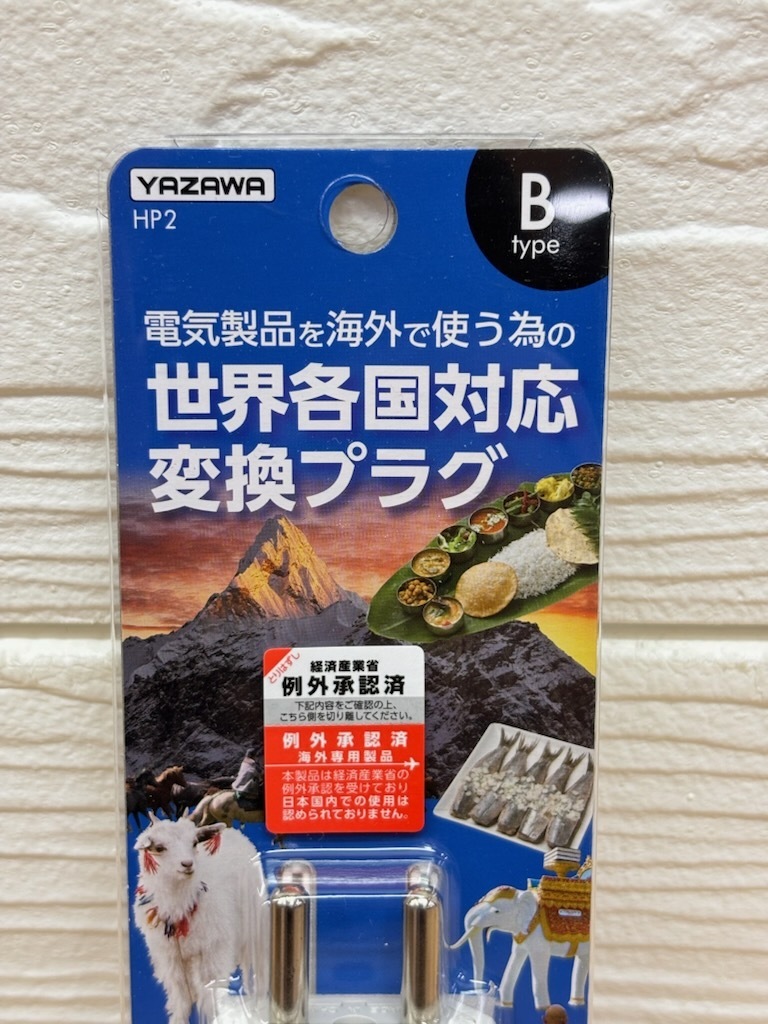 YAZAWA
HP2
B
type
電気製品を海外で使う為の
世界各国対応
変換プラグ
とりはずし
経済産業省
例外承認済
下記内容をご確認の上、
こちら側を切り離してください。
例外承認済
海外専用製品
本製品は経済産業省の
例外承認を受けており
日本国内での使用は
認められておりません。